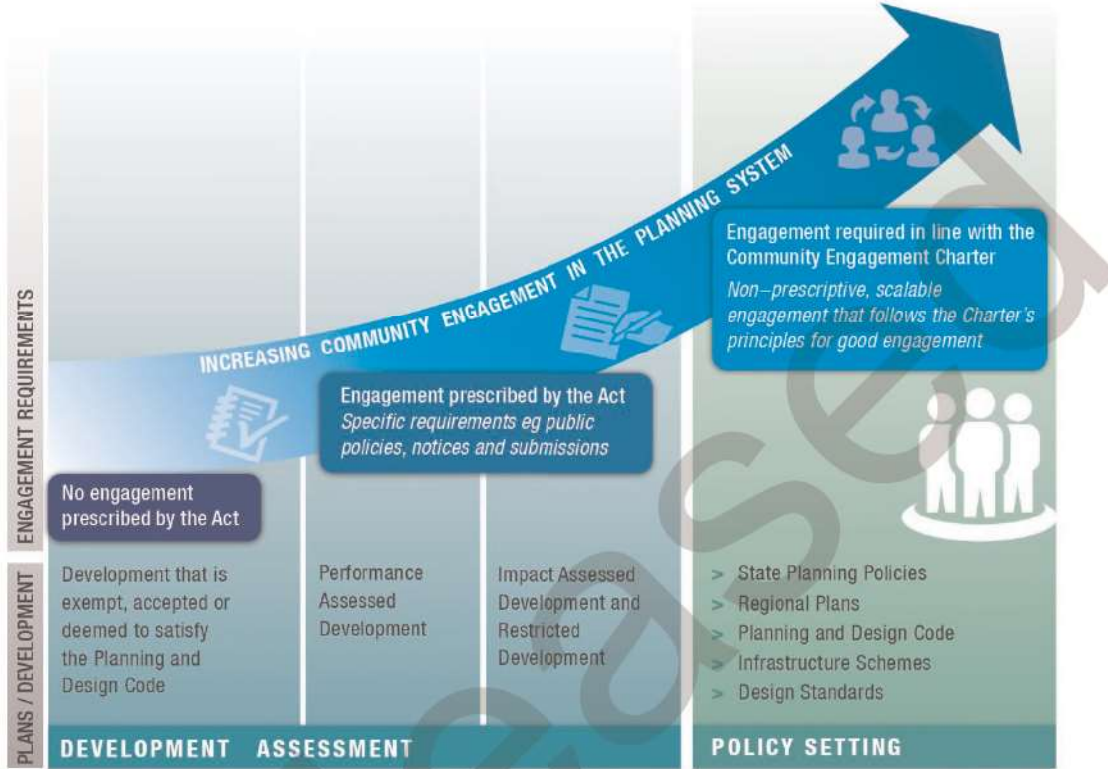 INCREASING COMMUNITY ENGAGEMENT IN THE PLANNING SYSTEM
ENGAGEMENT REQUIREMENTS
No engagement
prescribed by the Act
Engagement prescribed by the Act
Specific requirements eg public
policies, notices and submissions
Engagement required in line with the
Community Engagement Charter
Non–prescriptive, scalable
engagement that follows the Charter's
principles for good engagement
PLANS / DEVELOPMENT
Development that is
exempt, accepted or
deemed to satisfy
the Planning and
Design Code
Performance
Assessed
Development
Impact Assessed
Development and
Restricted
Development
> State Planning Policies
> Regional Plans
> Planning and Design Code
> Infrastructure Schemes
> Design Standards
DEVELOPMENT ASSESSMENT
POLICY SETTING